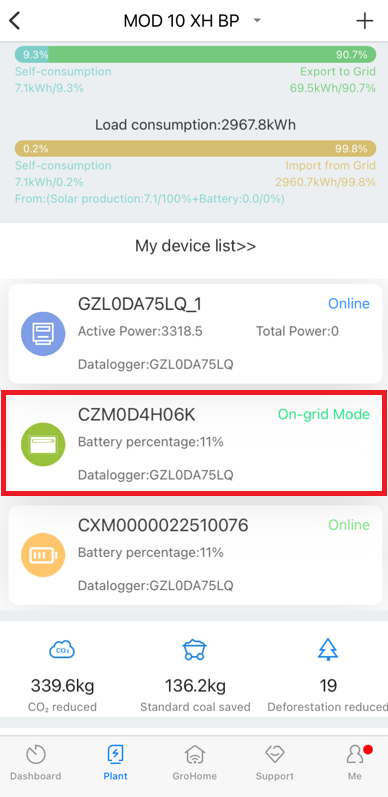 MOD 10 XH BP
9.3% 90.7%
Self-consumption Export to Grid
7.1kWh/9.3% 69.5kWh/90.7%
Load consumption:2967.8kWh
0.2% 99.8%
Self-consumption Import from Grid
7.1kWh/0.2% 2960.7kWh/99.8%
From:(Solar production:7.1/100%+Battery:0.0/0%)
My device list>>
GZL0DA75LQ_1 Online
Active Power:3318.5 Total Power:0
Datalogger:GZL0DA75LQ
CZM0D4H06K On-grid Mode
Battery percentage:11%
Datalogger:GZL0DA75LQ
CXM0000022510076 Online
Battery percentage:11%
Datalogger:GZL0DA75LQ
CO₂
339.6kg 136.2kg 19
CO₂ reduced Standard coal saved Deforestation reduced
Dashboard Plant GroHome Support Me